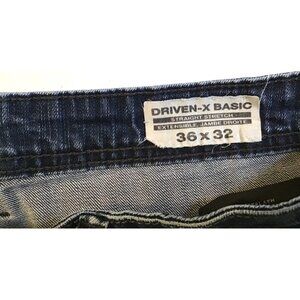 DRIVEN-X BASIC
STRAIGHT STRETCH
EXTENSIBLE, JAMBE DROITE
36 X 32